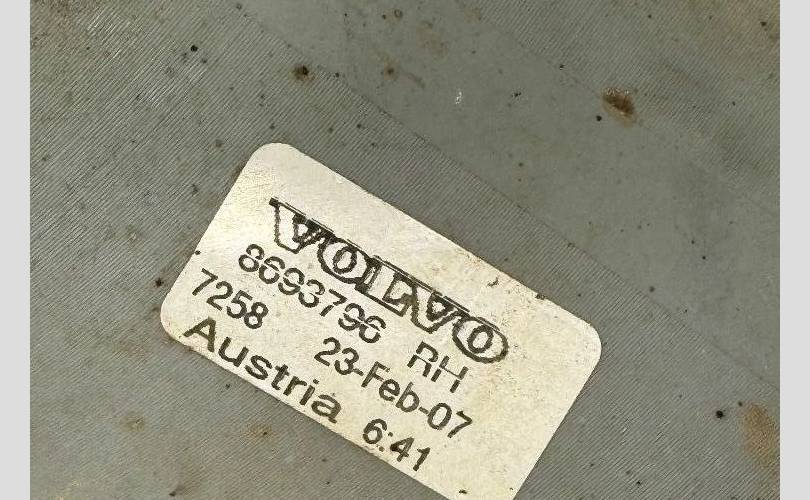 VOLVO
8693796 RH
7258 23-Feb-07
Austria 6:41